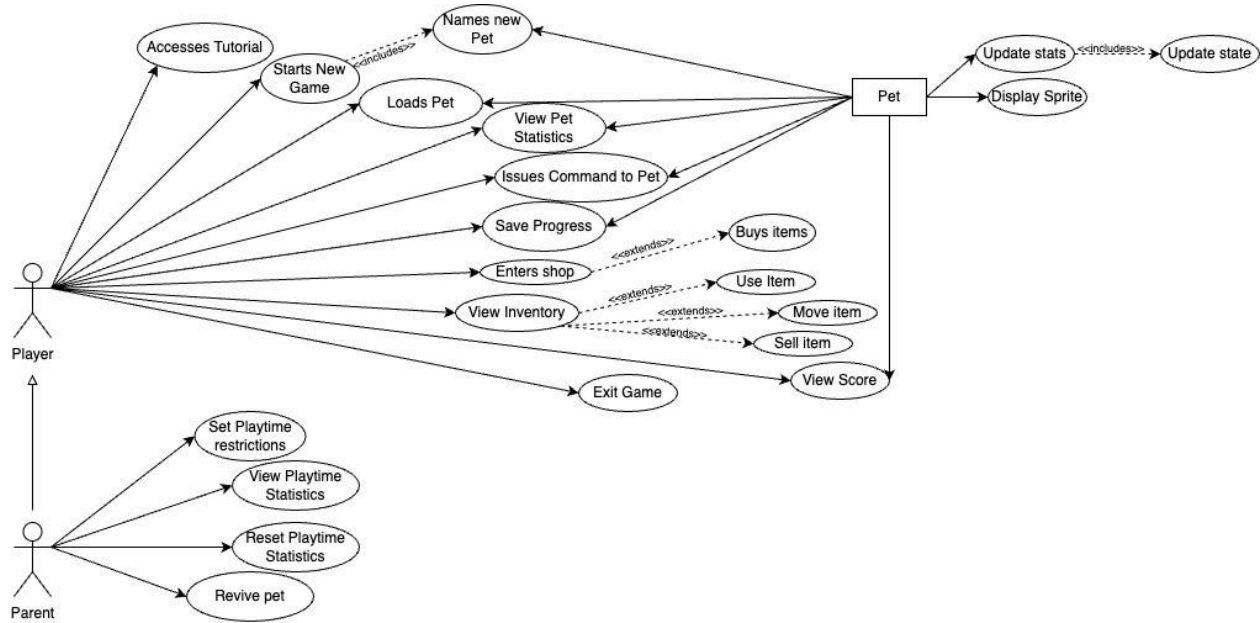 Names new
Pet
Accesses Tutorial
<<includes>>
Starts New
Game
Update stats
<<includes>>
Update state
Loads Pet
Pet
Display Sprite
View Pet
Statistics
Issues Command to Pet
Save Progress
<<extends>>
Buys items
Enters shop
<<extends>>
Use Item
View Inventory
<<extends>>
Move item
<<extends>>
Sell item
Player
View Score
Exit Game
Set Playtime
restrictions
View Playtime
Statistics
Reset Playtime
Statistics
Revive pet
Parent